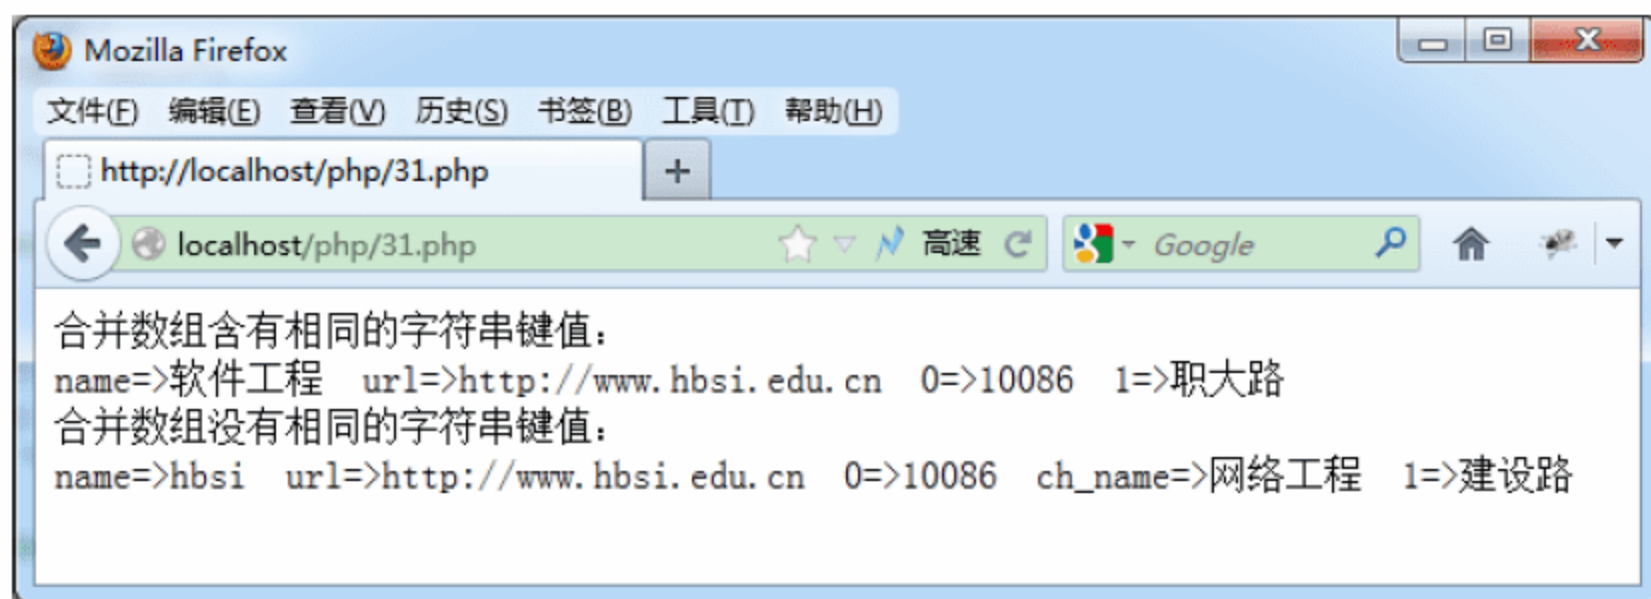 Mozilla Firefox
文件(F) 编辑(E) 查看(V) 历史(S) 书签(B) 工具(T) 帮助(H)
http://localhost/php/31.php +
localhost/php/31.php 高速 Google
合并数组含有相同的字符串键值：
name=>软件工程 url=>http://www.hbsi.edu.cn 0=>10086 1=>职大路
合并数组没有相同的字符串键值：
name=>hbsi url=>http://www.hbsi.edu.cn 0=>10086 ch_name=>网络工程 1=>建设路